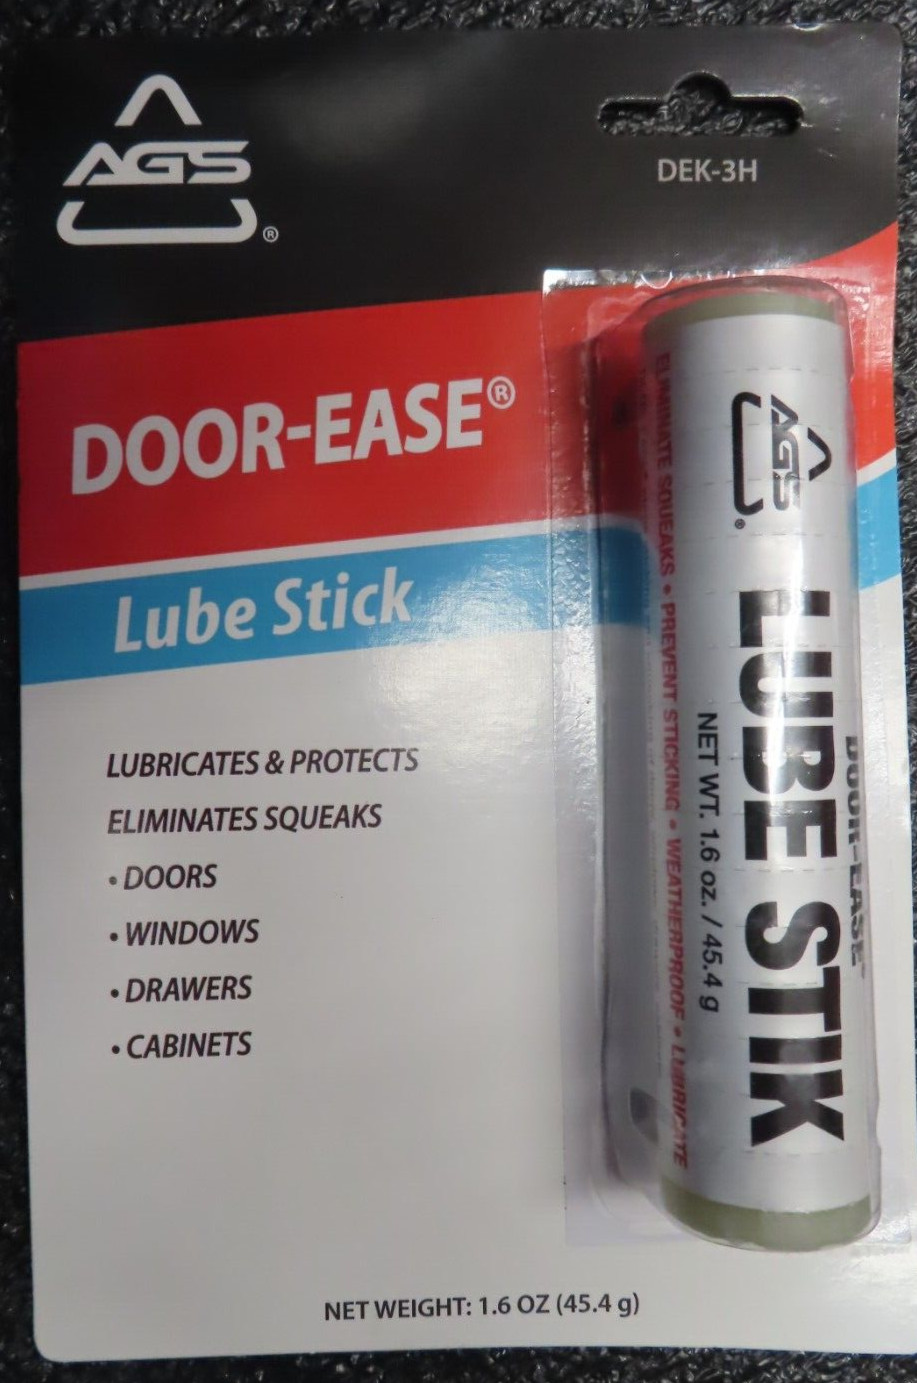 AGS®
DEK-3H
DOOR-EASE®
Lube Stick
LUBRICATES & PROTECTS
ELIMINATES SQUEAKS
• DOORS
• WINDOWS
• DRAWERS
• CABINETS
NET WEIGHT: 1.6 OZ (45.4 g)
AGS®
DOOR-EASE
LUBE STIK
NET WT. 1.6 oz. / 45.4 g
ELIMINATE SQUEAKS • PREVENT STICKING • WEATHERPROOF • LUBRICATE